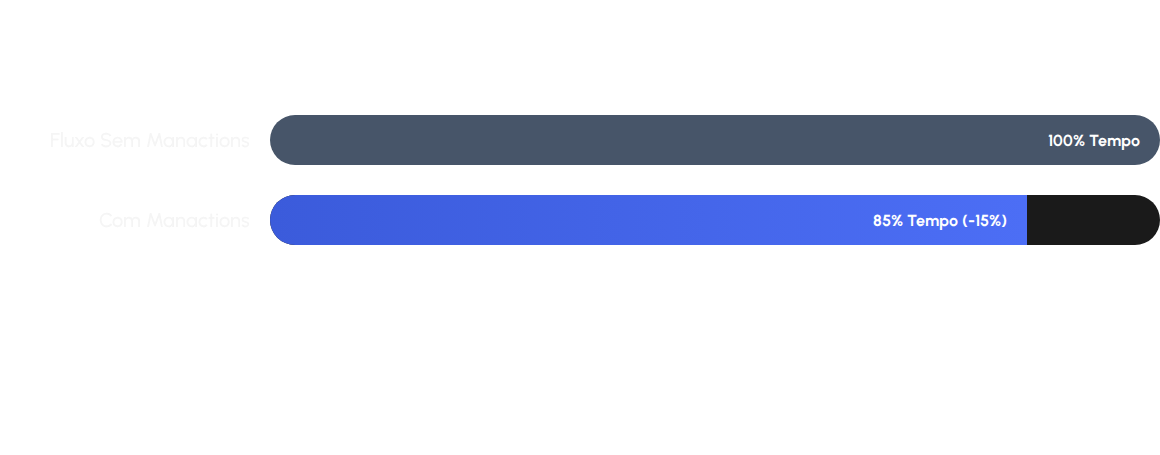 Fluxo Sem Manactions 100% Tempo
Com Manactions 85% Tempo (-15%)